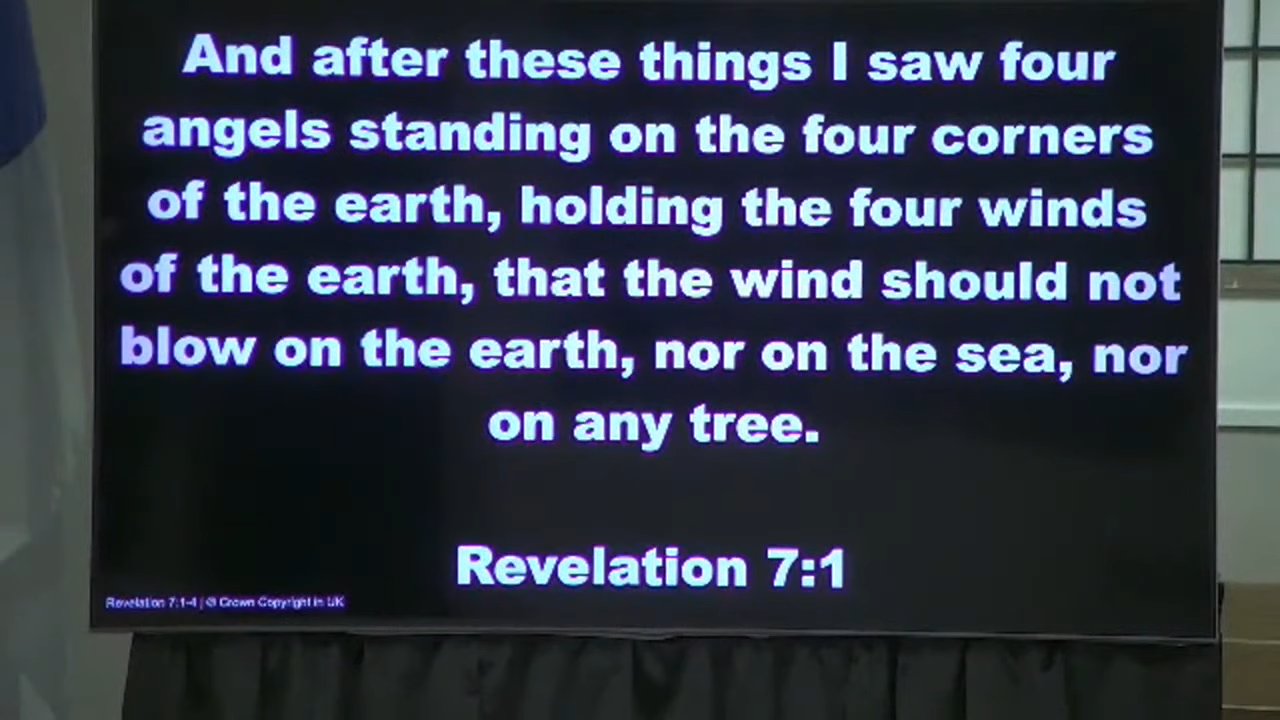 And after these things I saw four
angels standing on the four corners
of the earth, holding the four winds
of the earth, that the wind should not
blow on the earth, nor on the sea, nor
on any tree.
Revelation 7:1
Revelation 7:1-4 | © Crown Copyright in UK